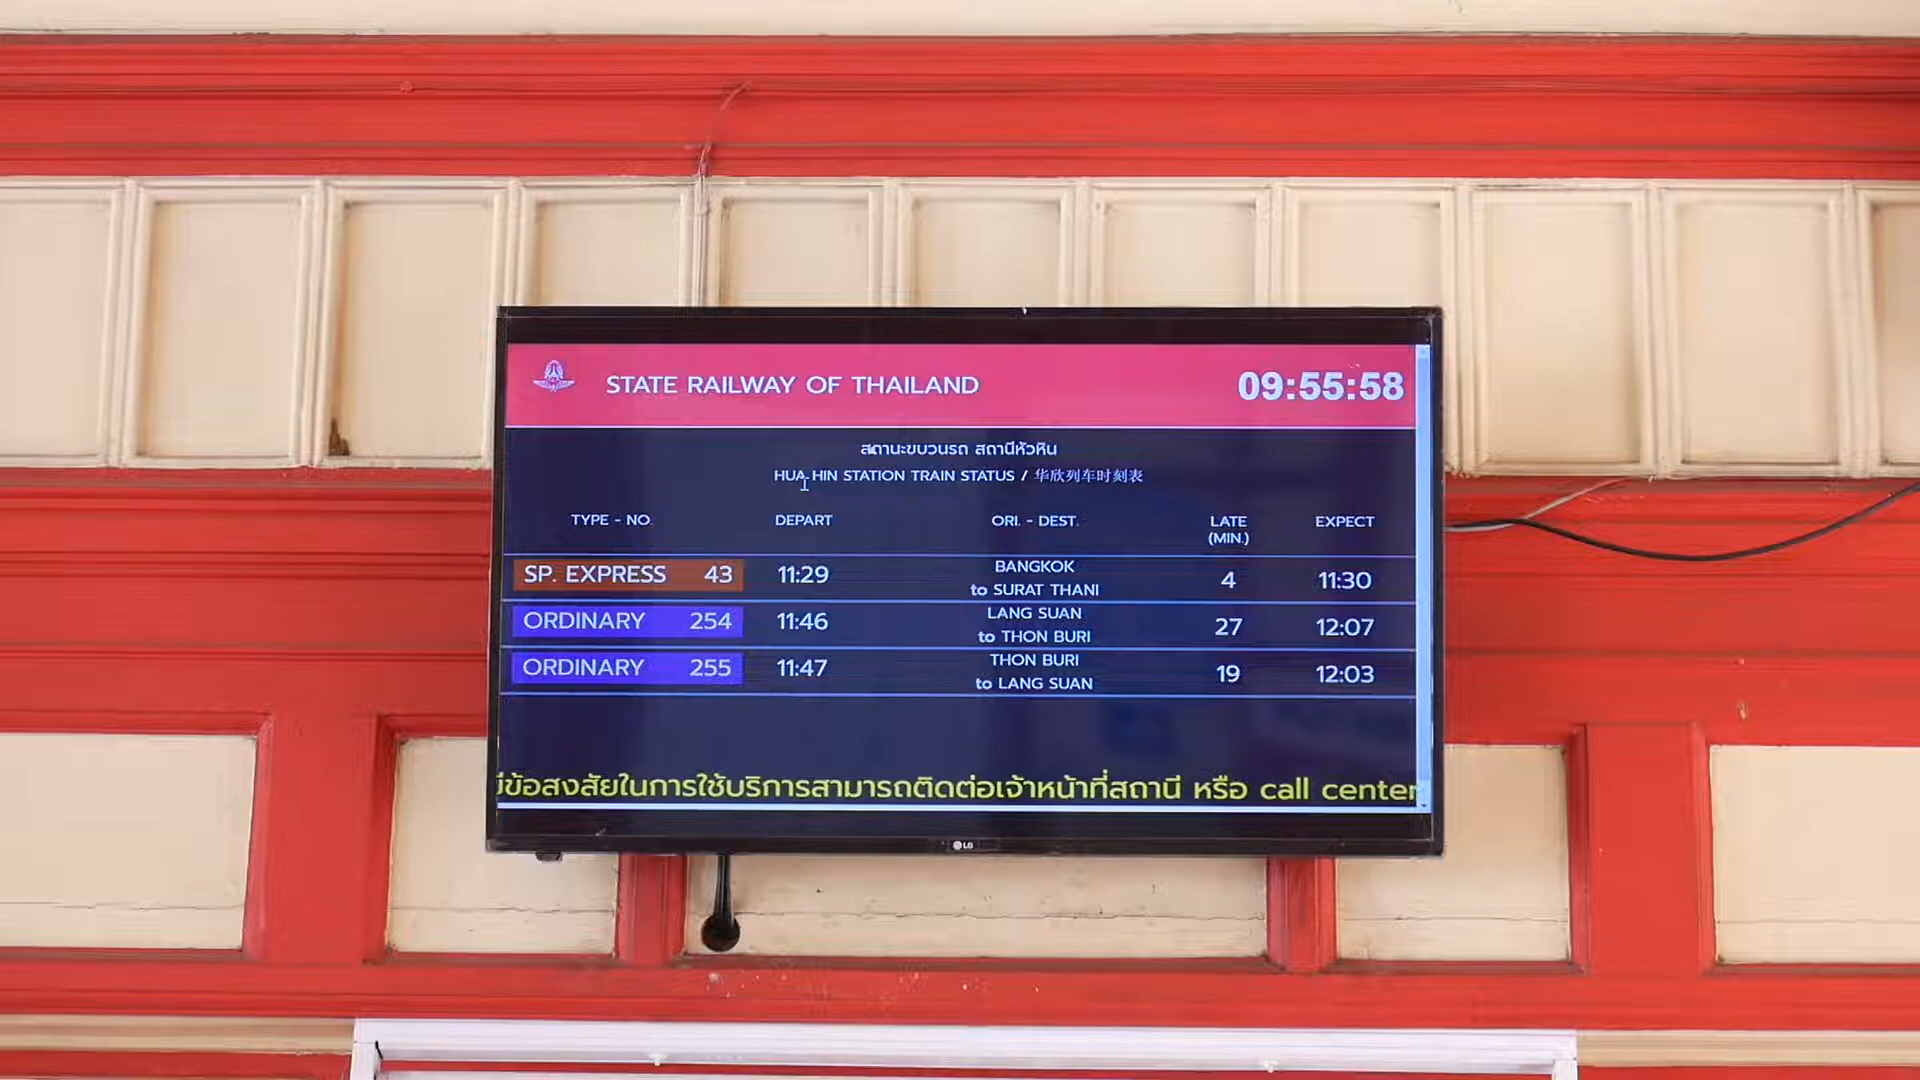 STATE RAILWAY OF THAILAND 09:55:58
สถานะขบวนรถ สถานีหัวหิน
HUA HIN STATION TRAIN STATUS / 华欣列车时刻表
TYPE - NO. DEPART ORI. - DEST. LATE (MIN.) EXPECT
SP. EXPRESS 43 11:29 BANGKOK to SURAT THANI 4 11:30
ORDINARY 254 11:46 LANG SUAN to THON BURI 27 12:07
ORDINARY 255 11:47 THON BURI to LANG SUAN 19 12:03
มีข้อสงสัยในการใช้บริการสามารถติดต่อเจ้าหน้าที่สถานี หรือ call center
LG